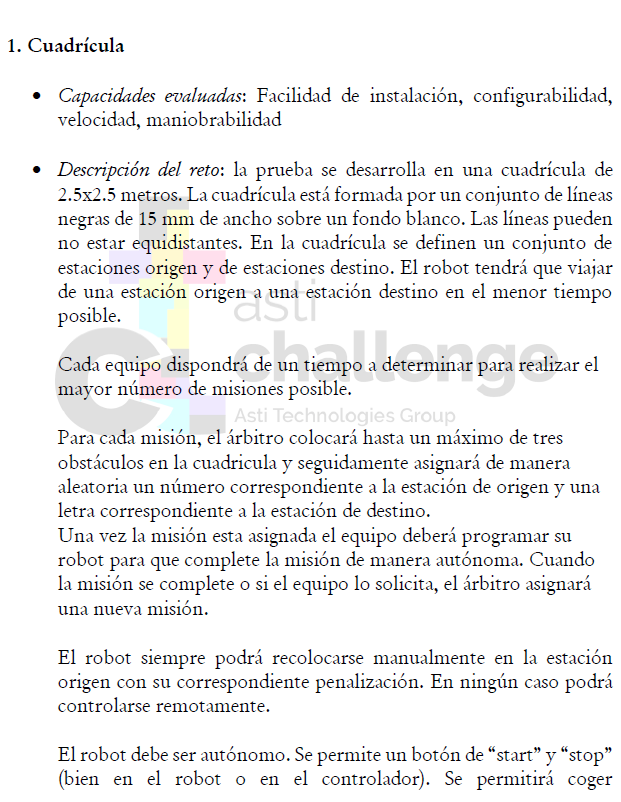 1. Cuadrícula
• Capacidades evaluadas: Facilidad de instalación, configurabilidad,
velocidad, maniobrabilidad
• Descripción del reto: la prueba se desarrolla en una cuadrícula de
2.5x2.5 metros. La cuadrícula está formada por un conjunto de líneas
negras de 15 mm de ancho sobre un fondo blanco. Las líneas pueden
no estar equidistantes. En la cuadrícula se definen un conjunto de
estaciones origen y de estaciones destino. El robot tendrá que viajar
de una estación origen a una estación destino en el menor tiempo
posible.
asti
challenge
Asti Technologies Group
Cada equipo dispondrá de un tiempo a determinar para realizar el
mayor número de misiones posible.
Para cada misión, el árbitro colocará hasta un máximo de tres
obstáculos en la cuadricula y seguidamente asignará de manera
aleatoria un número correspondiente a la estación de origen y una
letra correspondiente a la estación de destino.
Una vez la misión esta asignada el equipo deberá programar su
robot para que complete la misión de manera autónoma. Cuando
la misión se complete o si el equipo lo solicita, el árbitro asignará
una nueva misión.
El robot siempre podrá recolocarse manualmente en la estación
origen con su correspondiente penalización. En ningún caso podrá
controlarse remotamente.
El robot debe ser autónomo. Se permite un botón de “start” y “stop”
(bien en el robot o en el controlador). Se permitirá coger